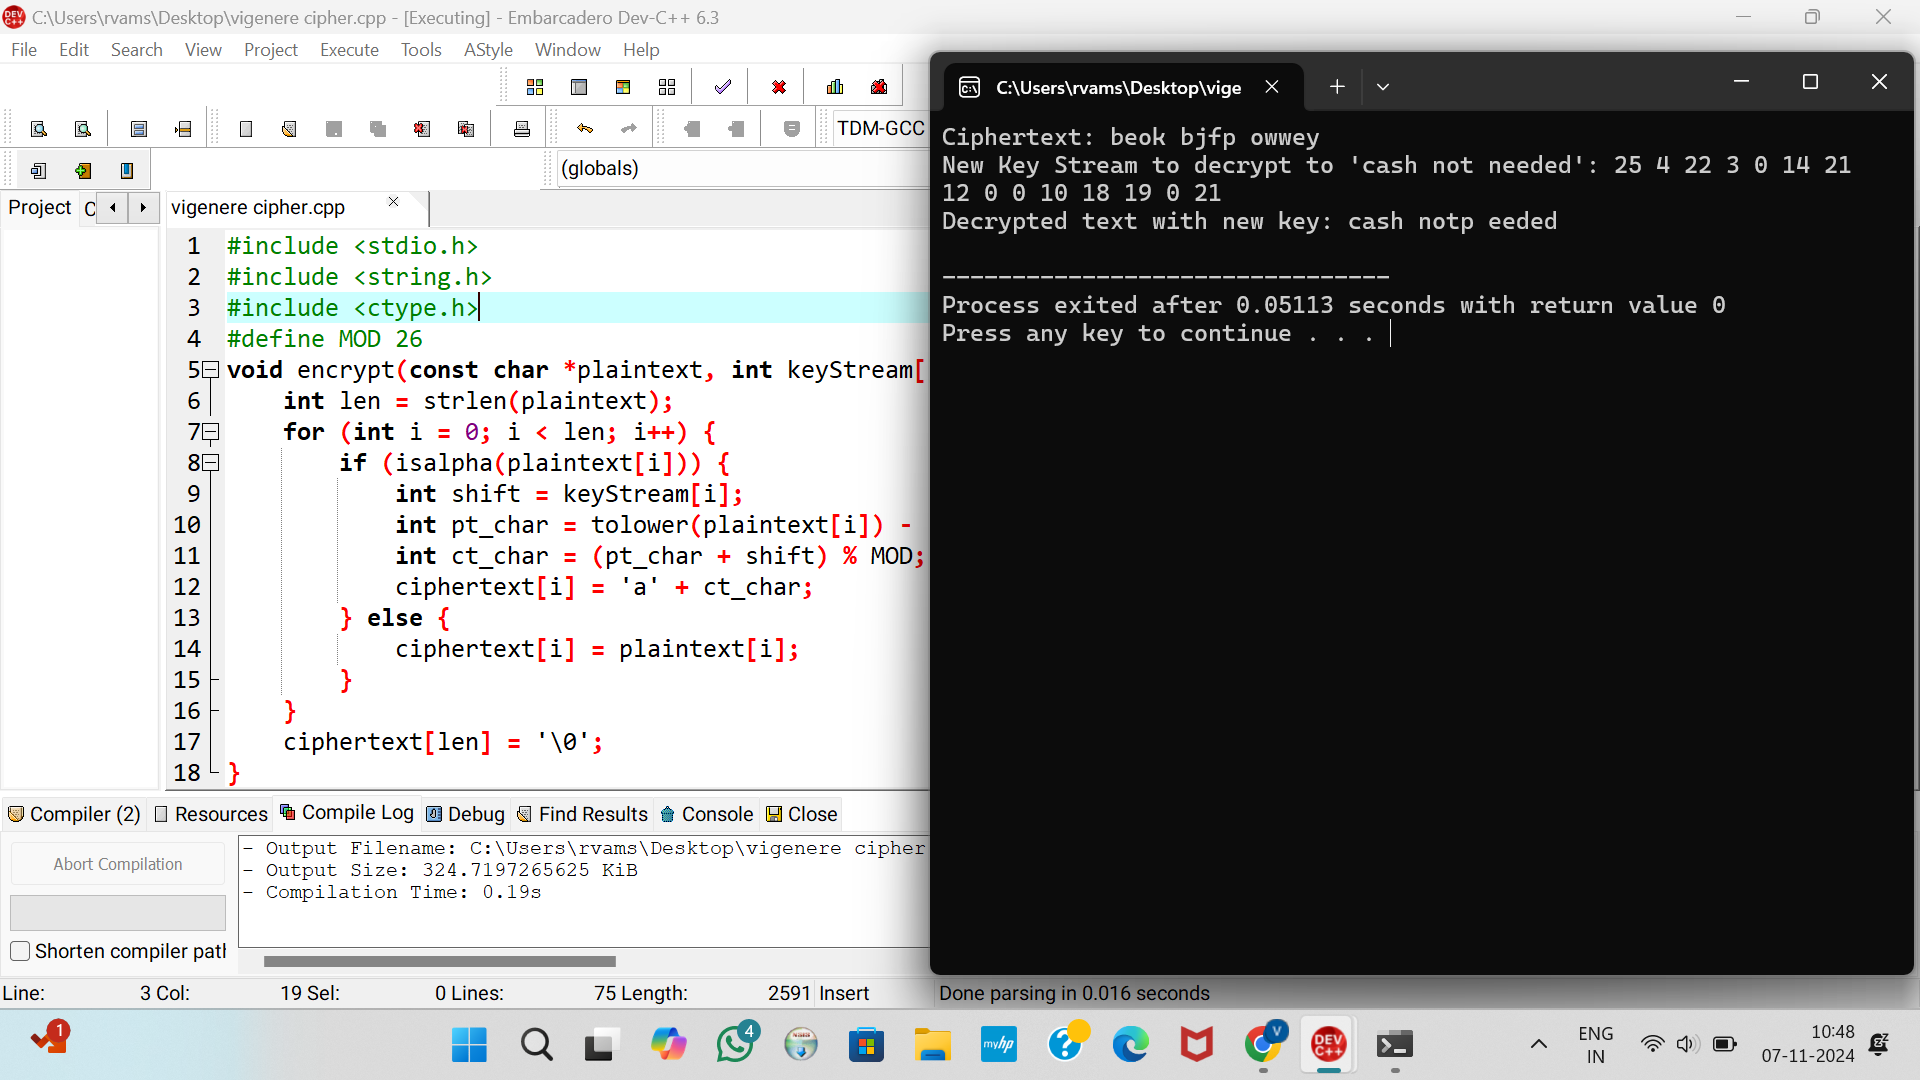 C:\Users\rvams\Desktop\vigenere cipher.cpp - [Executing] - Embarcadero Dev-C++ 6.3
File Edit Search View Project Execute Tools AStyle Window Help
TDM-GCC
(globals)
Project C
vigenere cipher.cpp
1 #include <stdio.h>
2 #include <string.h>
3 #include <ctype.h>
4 #define MOD 26
5 void encrypt(const char *plaintext, int keyStream[
6 int len = strlen(plaintext);
7 for (int i = 0; i < len; i++) {
8 if (isalpha(plaintext[i])) {
9 int shift = keyStream[i];
10 int pt_char = tolower(plaintext[i]) -
11 int ct_char = (pt_char + shift) % MOD;
12 ciphertext[i] = 'a' + ct_char;
13 } else {
14 ciphertext[i] = plaintext[i];
15 }
16 }
17 ciphertext[len] = '\0';
18 }
C:\Users\rvams\Desktop\vige
Ciphertext: beok bjfp owwey
New Key Stream to decrypt to 'cash not needed': 25 4 22 3 0 14 21
12 0 0 10 18 19 0 21
Decrypted text with new key: cash notp eeded
--------------------------------
Process exited after 0.05113 seconds with return value 0
Press any key to continue . . .
Compiler (2) Resources Compile Log Debug Find Results Console Close
Abort Compilation
Shorten compiler path
- Output Filename: C:\Users\rvams\Desktop\vigenere cipher
- Output Size: 324.7197265625 KiB
- Compilation Time: 0.19s
Line: 3 Col: 19 Sel: 0 Lines: 75 Length: 2591 Insert Done parsing in 0.016 seconds
1
4
myhp
V
DEV C++
ENG
IN
10:48
07-11-2024